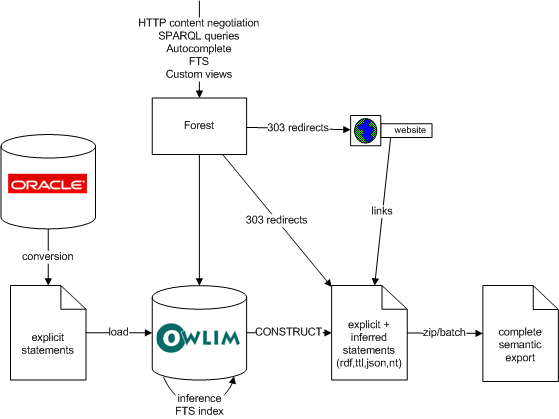 HTTP content negotiation
SPARQL queries
Autocomplete
FTS
Custom views
Forest
303 redirects
website
ORACLE
303 redirects
links
conversion
explicit
statements
load
OWLIM
CONSTRUCT
explicit +
inferred
statements
(rdf,ttl,json,nt)
zip/batch
complete
semantic
export
inference
FTS index